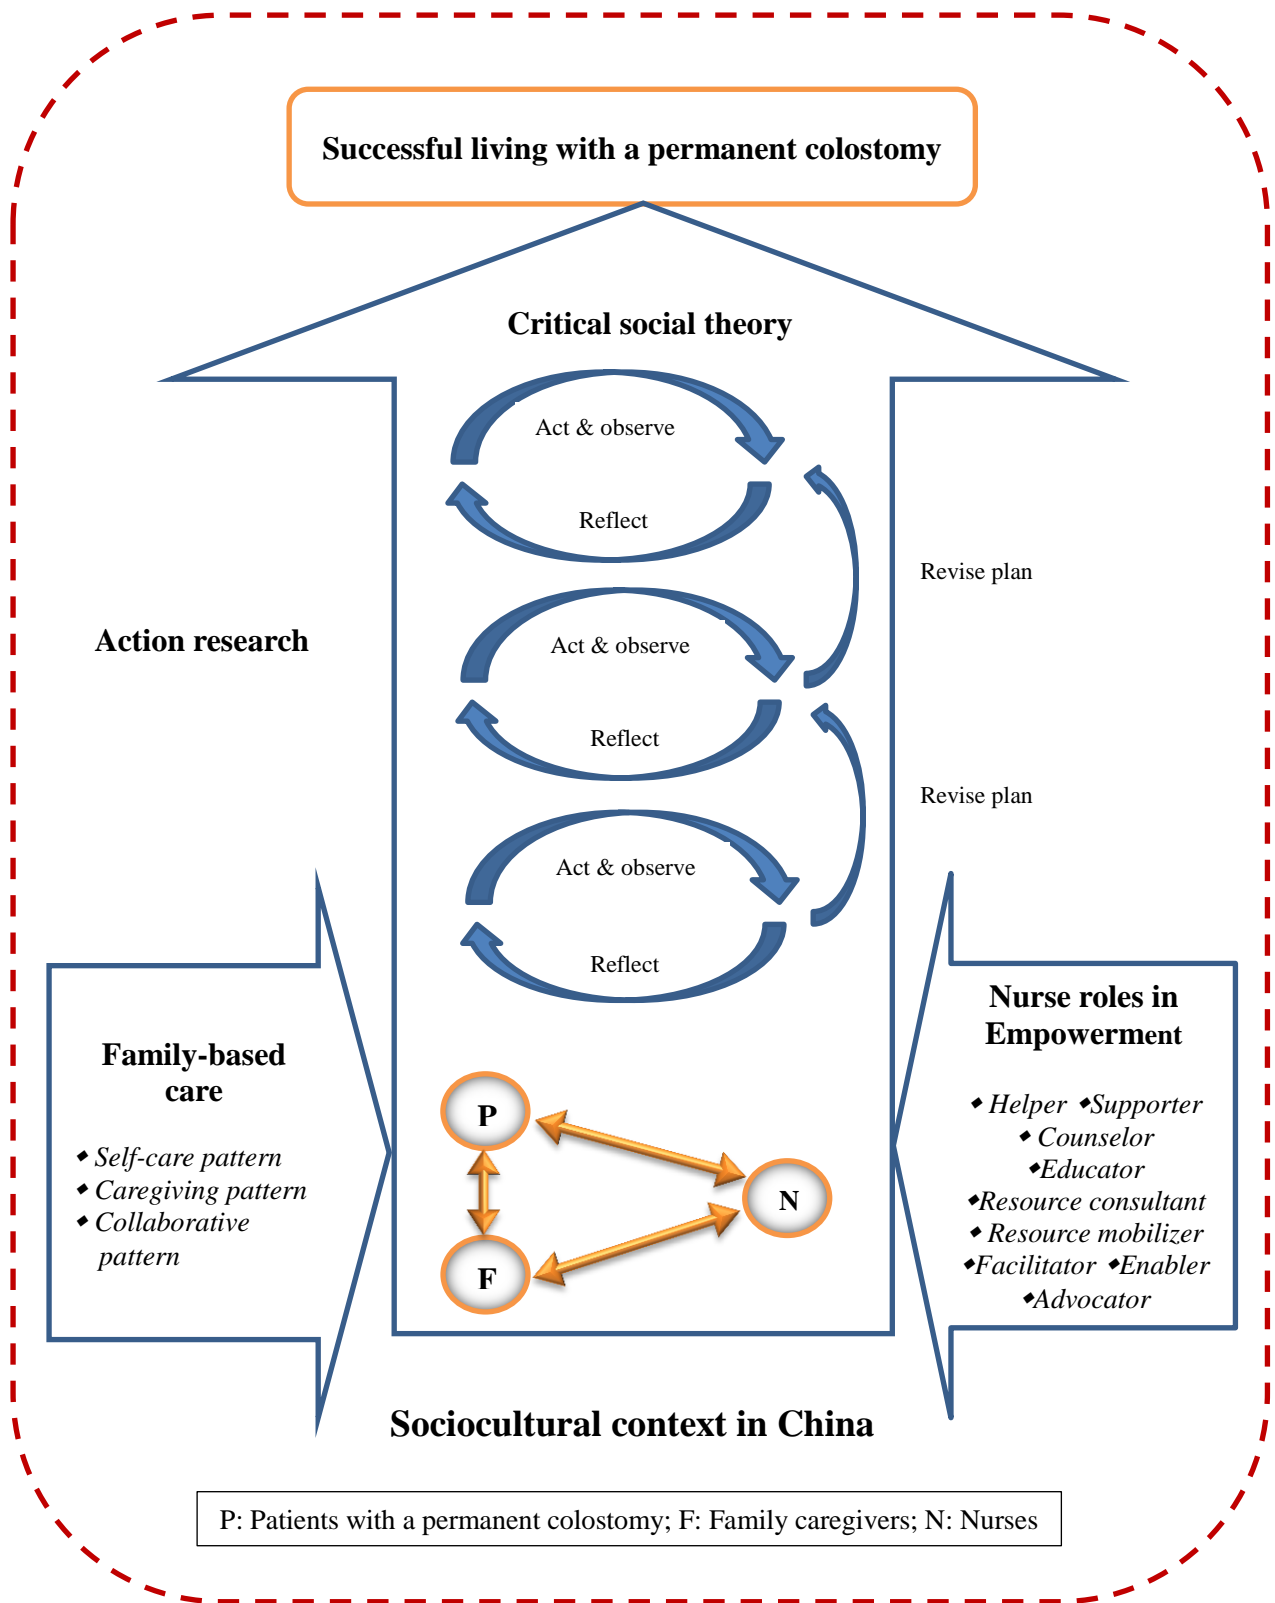 Successful living with a permanent colostomy
Critical social theory
Act & observe
Reflect
Revise plan
Action research
Act & observe
Reflect
Revise plan
Act & observe
Reflect
Family-based
care
◆ Self-care pattern
◆ Caregiving pattern
◆ Collaborative
pattern
P
F
N
Nurse roles in
Empowerment
◆ Helper ◆Supporter
◆ Counselor
◆Educator
◆Resource consultant
◆ Resource mobilizer
◆Facilitator ◆Enabler
◆Advocator
Sociocultural context in China
P: Patients with a permanent colostomy; F: Family caregivers; N: Nurses